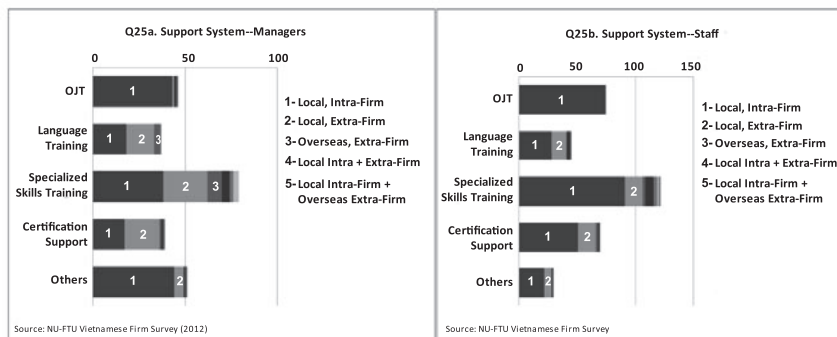 Q25a. Support System--Managers
0 50 100
OJT
1
Language
Training
1 2 3
Specialized
Skills Training
1 2 3
Certification
Support
1 2
Others
1 2
1- Local, Intra-Firm
2- Local, Extra-Firm
3- Overseas, Extra-Firm
4- Local Intra + Extra-Firm
5- Local Intra-Firm +
Overseas Extra-Firm
Source: NU-FTU Vietnamese Firm Survey (2012)
Q25b. Support System--Staff
0 50 100 150
OJT
1
Language
Training
1 2
Specialized
Skills Training
1 2
Certification
Support
1 2
Others
1 2
1- Local, Intra-Firm
2- Local, Extra-Firm
3- Overseas, Extra-Firm
4- Local Intra + Extra-Firm
5- Local Intra-Firm +
Overseas Extra-Firm
Source: NU-FTU Vietnamese Firm Survey